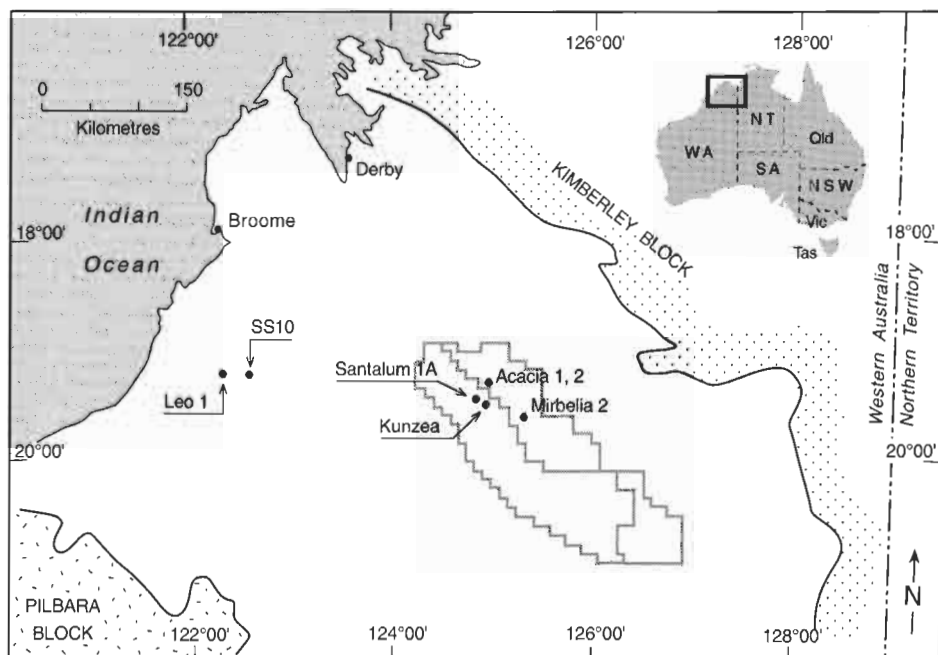 122°00'
126°00'
128°00'
0
150
Kilometres
Derby
Broome
Indian
Ocean
18°00'
18°00'
KIMBERLEY BLOCK
WA
NT
SA
Qld
NSW
Vic
Tas
Western Australia
Northern Territory
SS10
Leo 1
Santalum 1A
Acacia 1, 2
Kunzea
Mirbelia 2
20°00'
20°00'
PILBARA
BLOCK
122°00'
124°00'
126°00'
128°00'
N